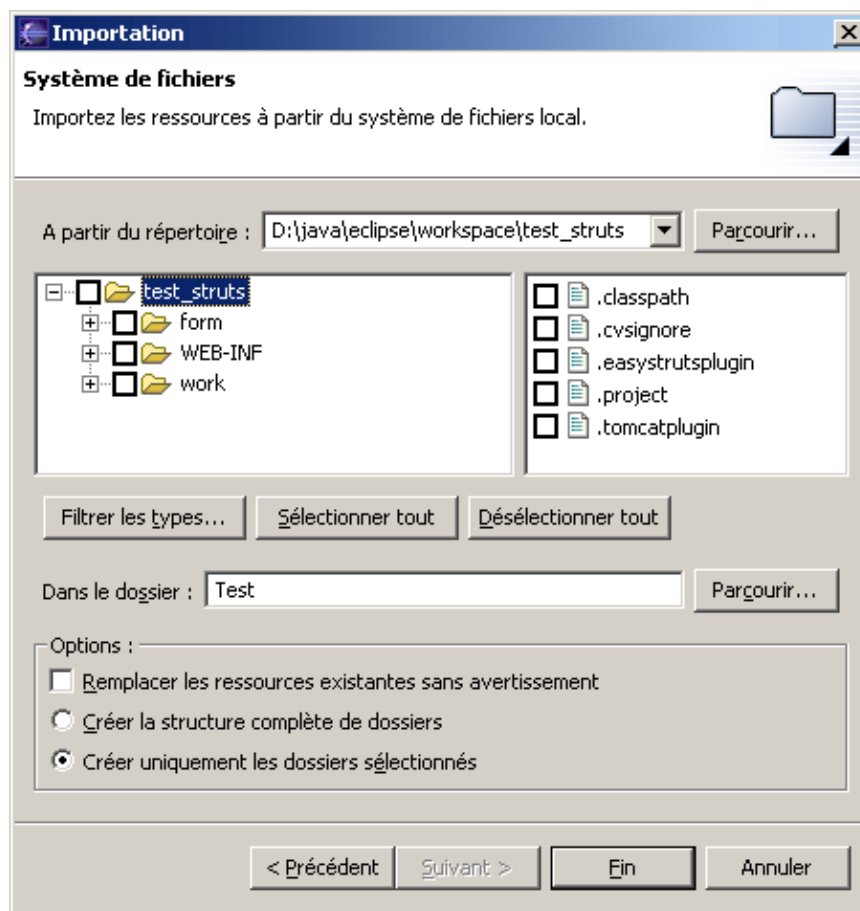 Importation
Système de fichiers
Importez les ressources à partir du système de fichiers local.
A partir du répertoire : D:\java\eclipse\workspace\test_struts Parcourir...
test_struts
form
WEB-INF
work
.classpath
.cvsignore
.easystrutsplugin
.project
.tomcatplugin
Filtrer les types... Sélectionner tout Désélectionner tout
Dans le dossier : Test Parcourir...
Options :
Remplacer les ressources existantes sans avertissement
Créer la structure complète de dossiers
Créer uniquement les dossiers sélectionnés
< Précédent Suivant > Fin Annuler